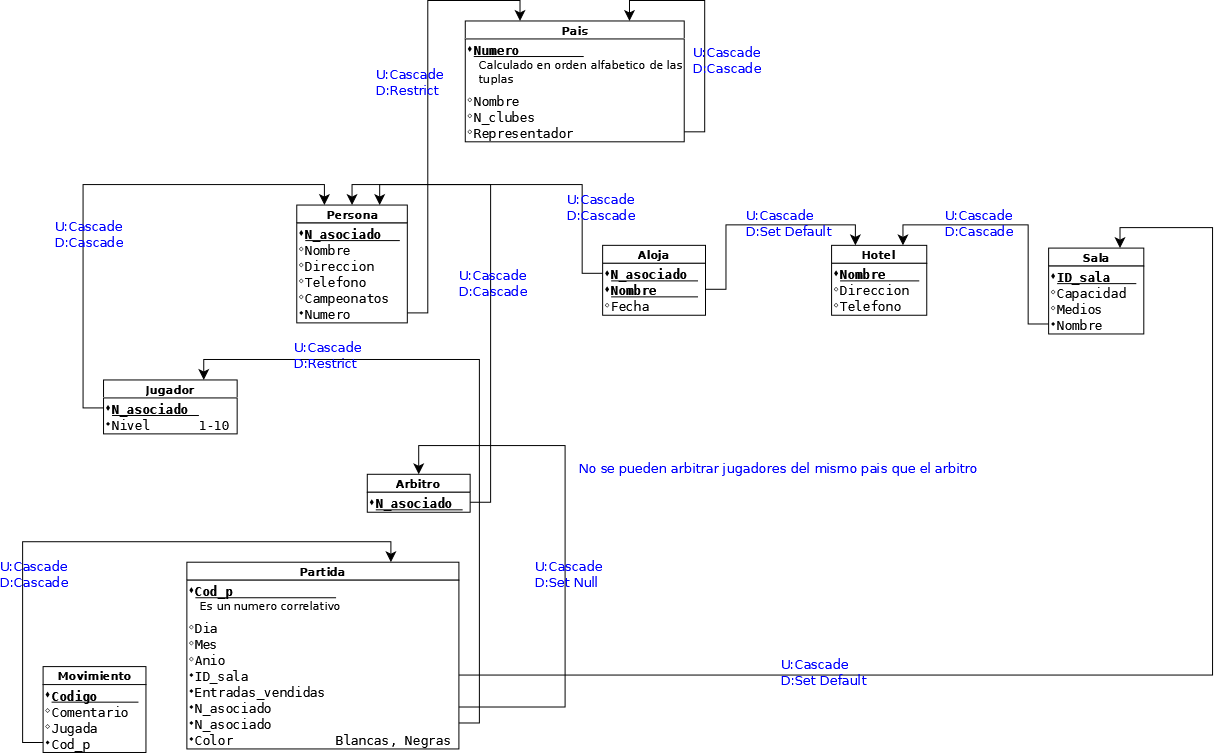 Pais
Numero
Calculado en orden alfabetico de las
tuplas
Nombre
N_clubes
Representador
U:Cascade
D:Cascade
U:Cascade
D:Restrict
Persona
N_asociado
Nombre
Direccion
Telefono
Campeonatos
Numero
U:Cascade
D:Cascade
U:Cascade
D:Cascade
U:Cascade
D:Cascade
Aloja
N_asociado
Nombre
Fecha
U:Cascade
D:Set Default
Hotel
Nombre
Direccion
Telefono
U:Cascade
D:Cascade
Sala
ID_sala
Capacidad
Medios
Nombre
U:Cascade
D:Restrict
Jugador
N_asociado
Nivel 1-10
No se pueden arbitrar jugadores del mismo pais que el arbitro
Arbitro
N_asociado
U:Cascade
D:Cascade
U:Cascade
D:Set Null
Partida
Cod_p
Es un numero correlativo
Dia
Mes
Anio
ID_sala
Entradas_vendidas
N_asociado
N_asociado
Color Blancas, Negras
U:Cascade
D:Set Default
Movimiento
Codigo
Comentario
Jugada
Cod_p